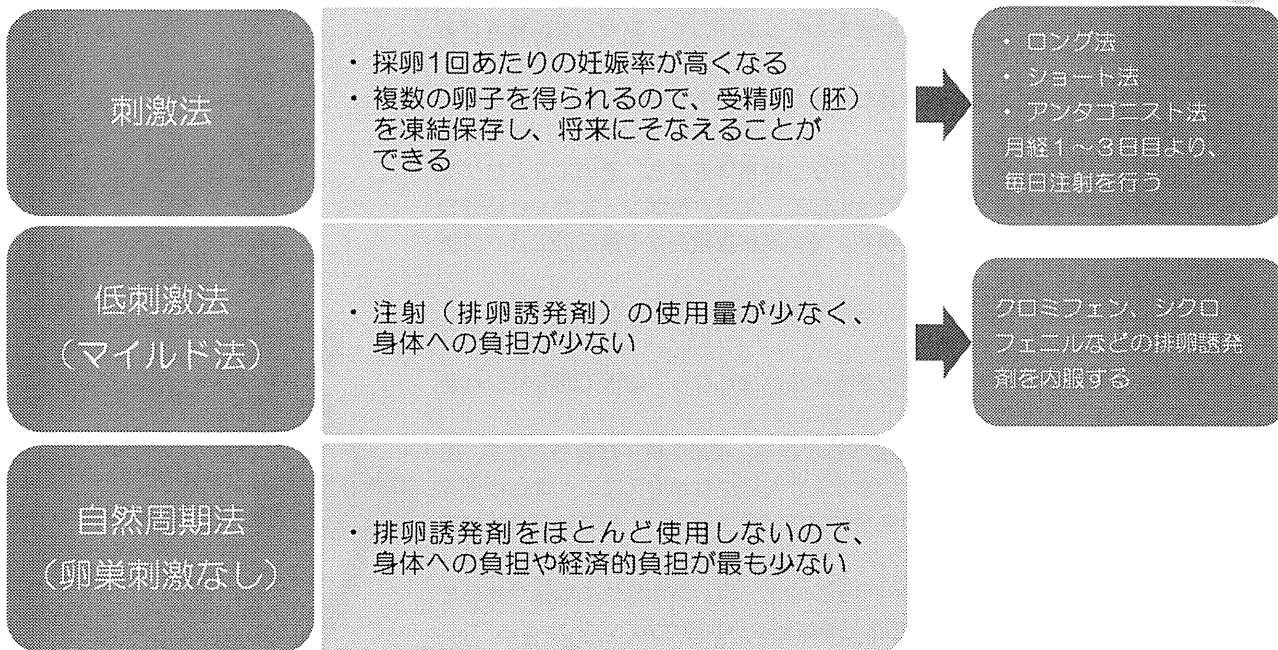 刺激法
・ 採卵1回あたりの妊娠率が高くなる
・ 複数の卵子を得られるので、受精卵（胚）
を凍結保存し、将来にそなえることが
できる
・ ロング法
・ ショート法
・ アンタゴニスト法
月経1～3日目より、
毎日注射を行う
低刺激法
（マイルド法）
・ 注射（排卵誘発剤）の使用量が少なく、
身体への負担が少ない
クロミフェン、シクロ
フェニルなどの排卵誘発
剤を内服する
自然周期法
（卵巣刺激なし）
・ 排卵誘発剤をほとんど使用しないので、
身体への負担や経済的負担が最も少ない